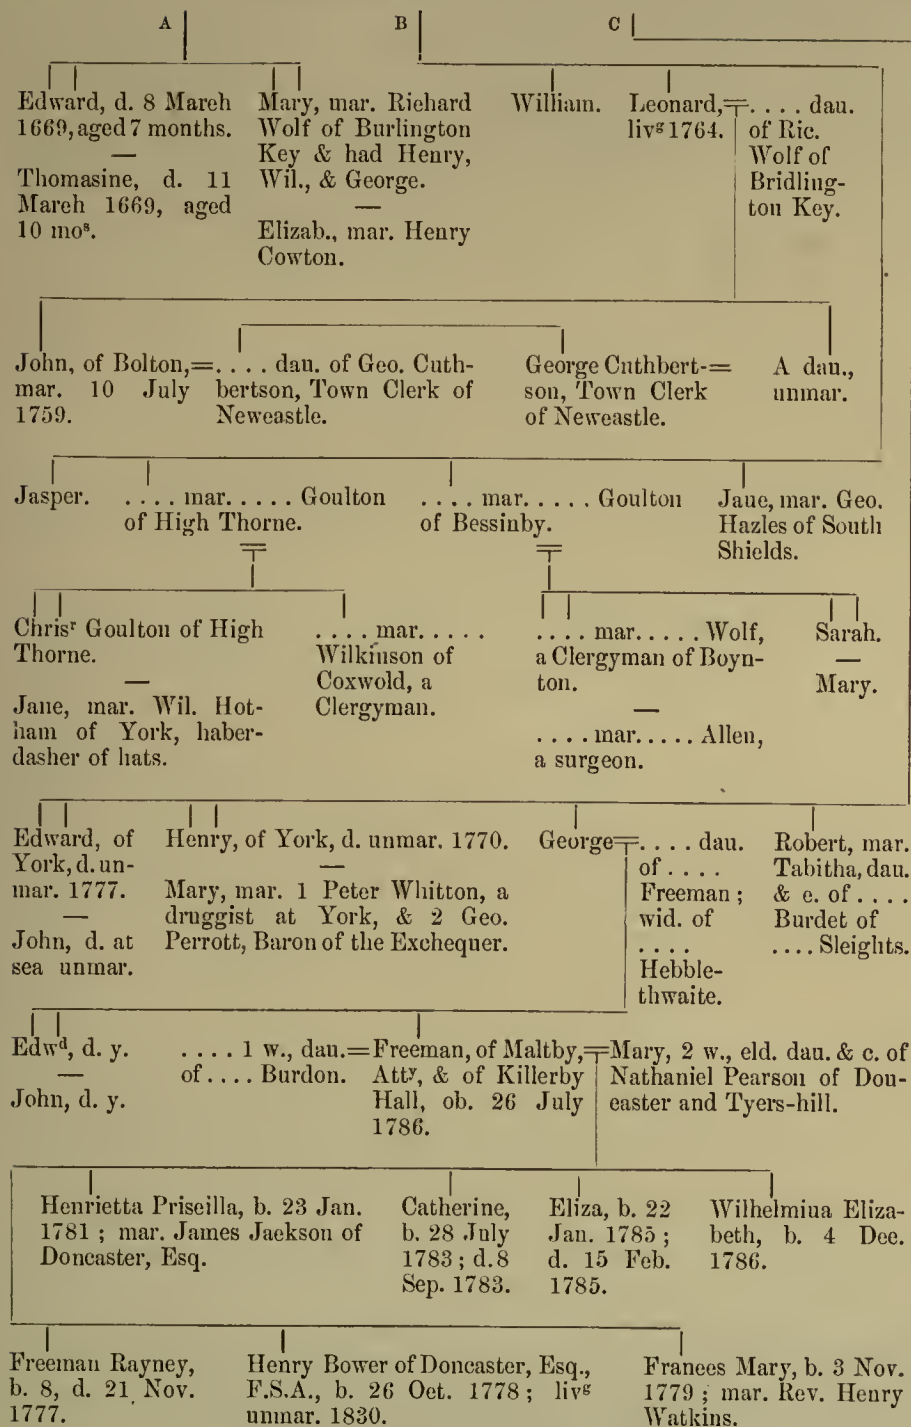 A B C
Edward, d. 8 March
1669, aged 7 months.
—
Thomasine, d. 11
March 1669, aged
10 moˢ.
Mary, mar. Richard
Wolf of Burlington
Key & had Henry,
Wil., & George.
—
Elizab., mar. Henry
Cowton.
William.
Leonard,=
livᵍ 1764.
. . . . dau.
of Ric.
Wolf of
Bridling-
ton Key.
John, of Bolton,=
mar. 10 July
1759.
. . . . dau. of Geo. Cuth-
bertson, Town Clerk of
Newcastle.
George Cuthbert-=
son, Town Clerk
of Newcastle.
A dau.,
unmar.
Jasper.
. . . . mar. . . . . Goulton
of High Thorne.
. . . . mar. . . . . Goulton
of Bessinby.
Jane, mar. Geo.
Hazles of South
Shields.
Chrisʳ Goulton of High
Thorne.
—
Jane, mar. Wil. Hot-
ham of York, haber-
dasher of hats.
. . . . mar. . . . .
Wilkinson of
Coxwold, a
Clergyman.
. . . . mar. . . . . Wolf,
a Clergyman of Boyn-
ton.
—
. . . . mar. . . . . Allen,
a surgeon.
Sarah.
—
Mary.
Edward, of
York, d. un-
mar. 1777.
—
John, d. at
sea unmar.
Henry, of York, d. unmar. 1770.
—
Mary, mar. 1 Peter Whitton, a
druggist at York, & 2 Geo.
Perrott, Baron of the Exchequer.
George=
. . . . dau.
of . . . .
Freeman ;
wid. of
. . . .
Hebble-
thwaite.
Robert, mar.
Tabitha, dau.
& c. of . . . .
Burdet of
. . . . Sleights.
Edwᵈ, d. y.
—
John, d. y.
. . . . 1 w., dau.=
of . . . . Burdon.
Freeman, of Maltby,=
Attʸ, & of Killerby
Hall, ob. 26 July
1786.
Mary, 2 w., eld. dau. & c. of
Nathaniel Pearson of Don-
caster and Tyers-hill.
Henrietta Priscilla, b. 23 Jan.
1781 ; mar. James Jackson of
Doncaster, Esq.
Catherine,
b. 28 July
1783 ; d. 8
Sep. 1783.
Eliza, b. 22
Jan. 1785 ;
d. 15 Feb.
1785.
Wilhelmina Eliza-
beth, b. 4 Dec.
1786.
Freeman Rayney,
b. 8, d. 21 Nov.
1777.
Henry Bower of Doncaster, Esq.,
F.S.A., b. 26 Oct. 1778 ; livᵍ
unmar. 1830.
Frances Mary, b. 3 Nov.
1779 ; mar. Rev. Henry
Watkins.